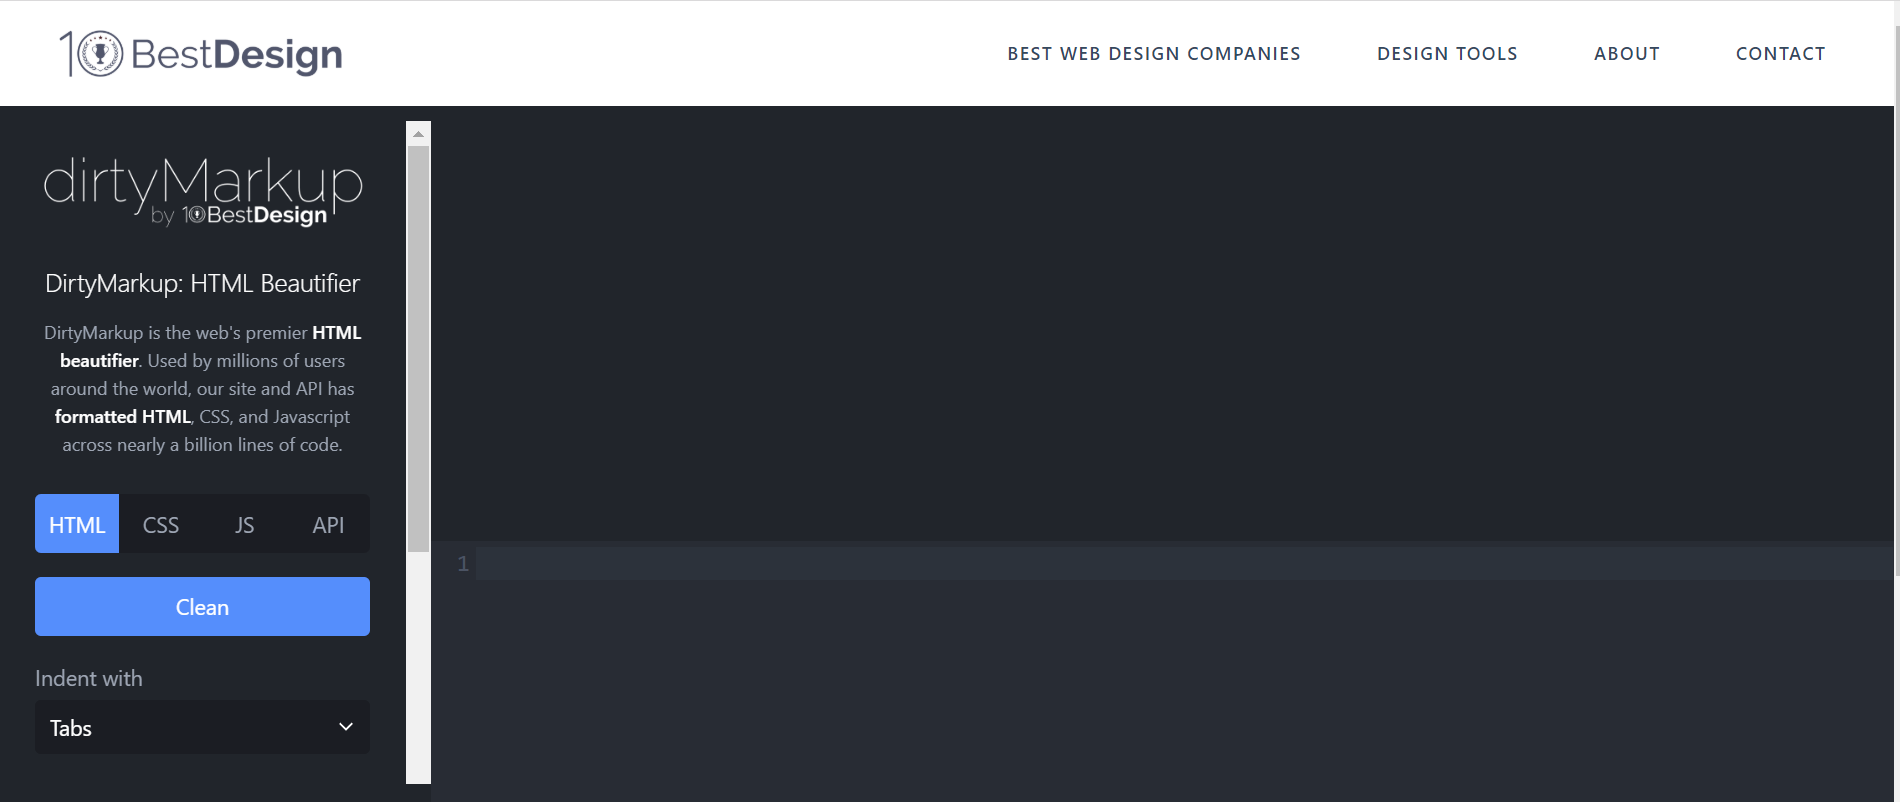 10 BestDesign
BEST WEB DESIGN COMPANIES
DESIGN TOOLS
ABOUT
CONTACT
dirtyMarkup
by 10BestDesign
DirtyMarkup: HTML Beautifier
DirtyMarkup is the web's premier HTML
beautifier. Used by millions of users
around the world, our site and API has
formatted HTML, CSS, and Javascript
across nearly a billion lines of code.
HTML CSS JS API
Clean
Indent with
Tabs
1